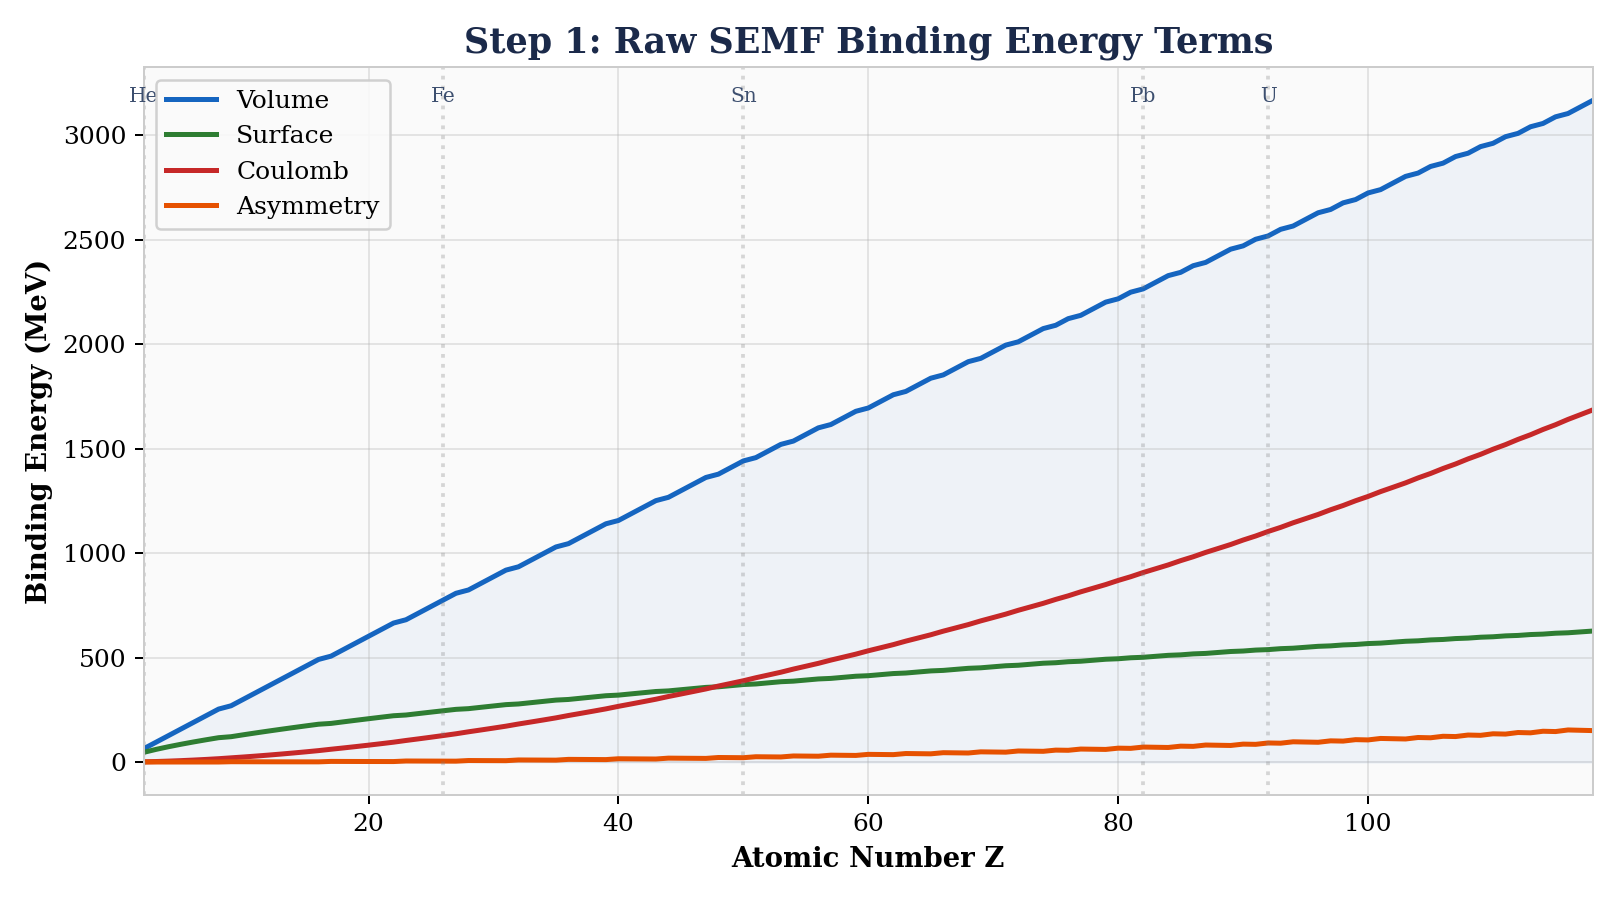 Step 1: Raw SEMF Binding Energy Terms
He
Fe
Sn
Pb
U
Volume
Surface
Coulomb
Asymmetry
Binding Energy (MeV)
3000
2500
2000
1500
1000
500
0
20
40
60
80
100
Atomic Number Z